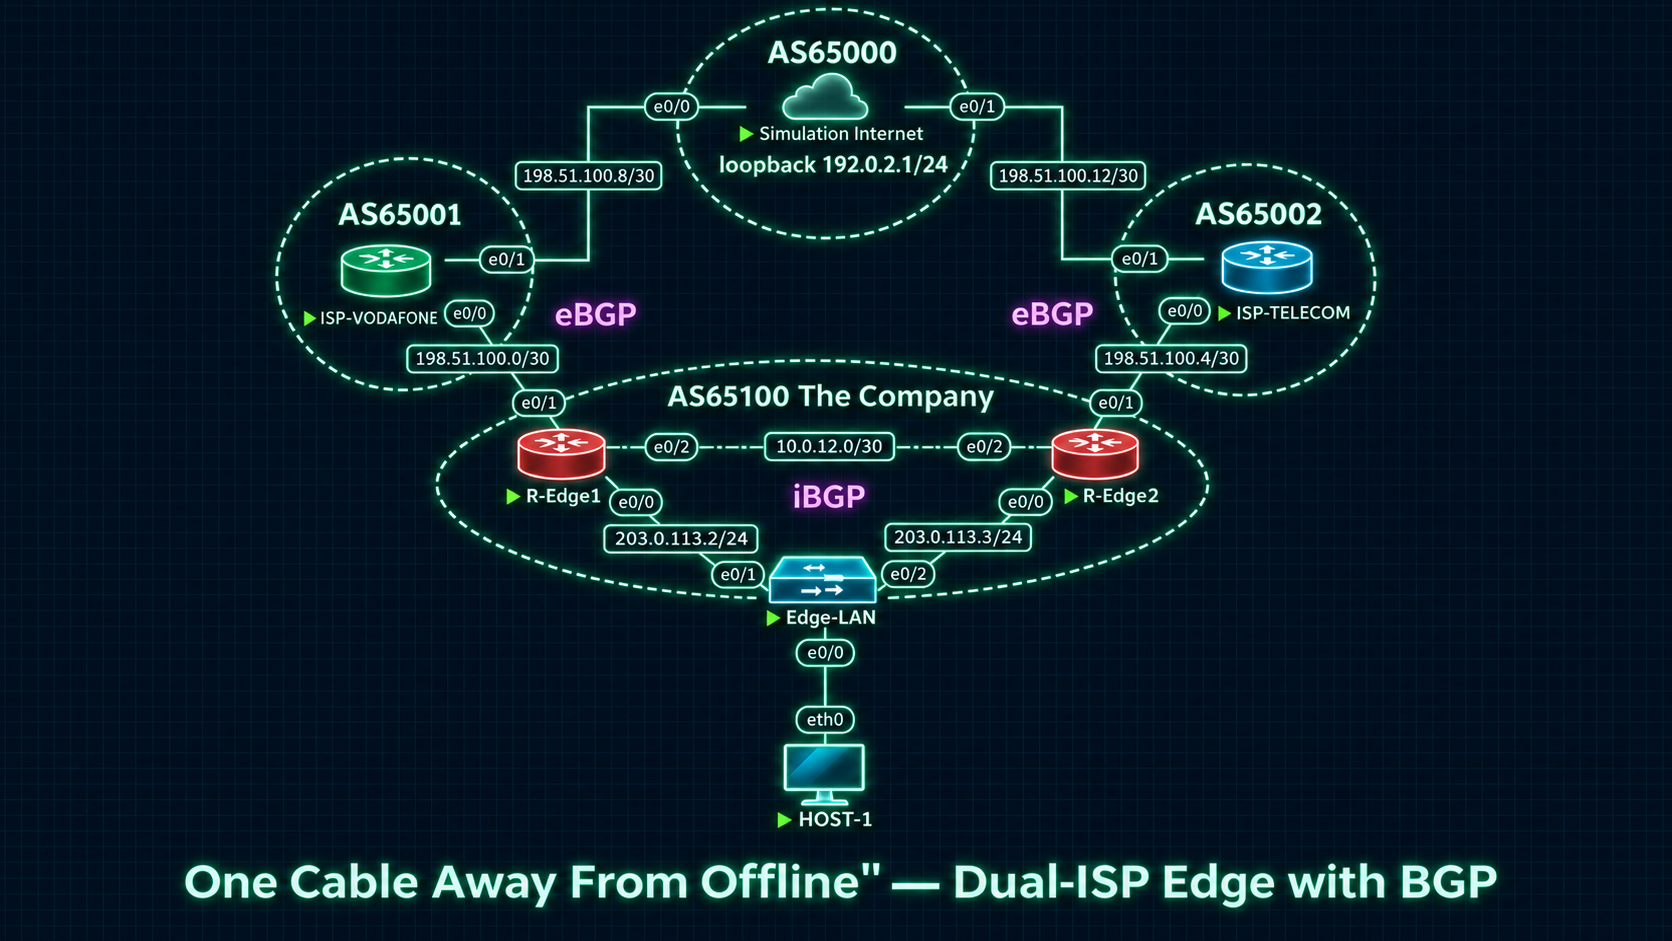 AS65000
e0/0
e0/1
Simulation Internet
loopback 192.0.2.1/24
198.51.100.8/30
198.51.100.12/30
AS65001
e0/1
ISP-VODAFONE
e0/0
198.51.100.0/30
eBGP
AS65002
e0/1
e0/0
ISP-TELECOM
198.51.100.4/30
eBGP
AS65100 The Company
e0/1
e0/1
e0/2
10.0.12.0/30
e0/2
R-Edge1
iBGP
R-Edge2
e0/0
e0/0
203.0.113.2/24
203.0.113.3/24
e0/1
e0/2
Edge-LAN
e0/0
eth0
HOST-1
One Cable Away From Offline" — Dual-ISP Edge with BGP